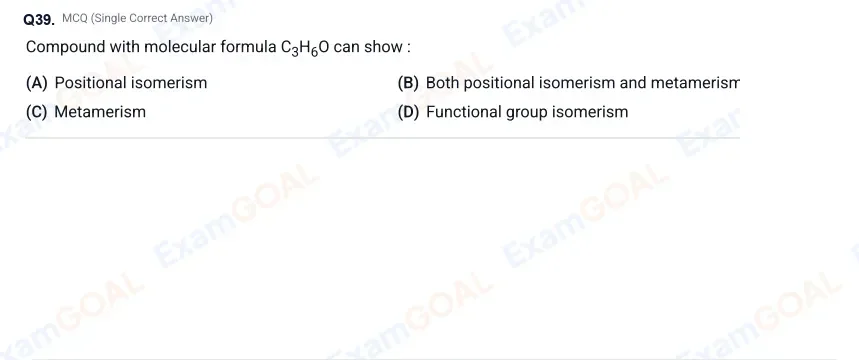 Q39. MCQ (Single Correct Answer)
Compound with molecular formula C₃H₆O can show :
(A) Positional isomerism (B) Both positional isomerism and metamerism
(C) Metamerism (D) Functional group isomerism
ExamGOAL
ExamGOAL
ExamGOAL